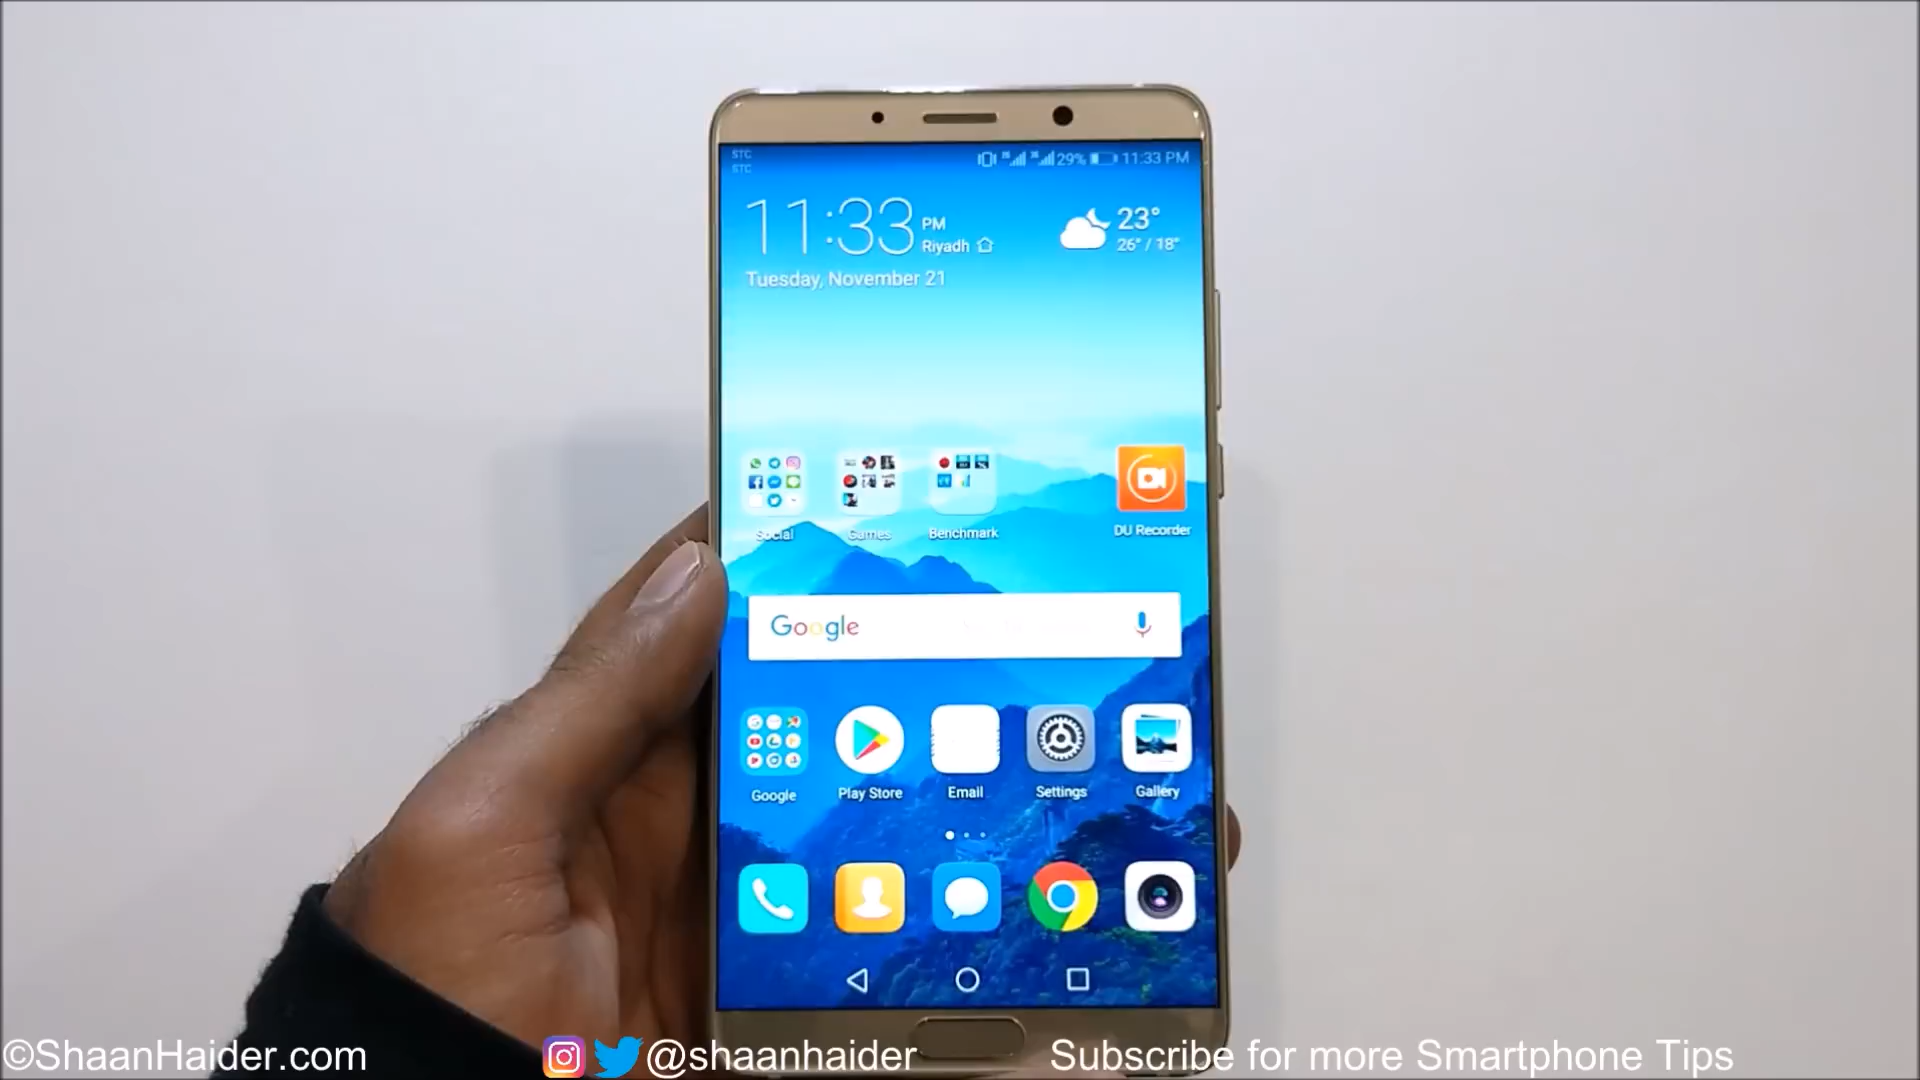 STC
STC
29% 11:33 PM
11:33 PM
Riyadh
Tuesday, November 21
23°
26° / 18°
Social
Games
Benchmark
DU Recorder
Google
Google
Play Store
Email
Settings
Gallery
©ShaanHaider.com
@shaanhaider
Subscribe for more Smartphone Tips